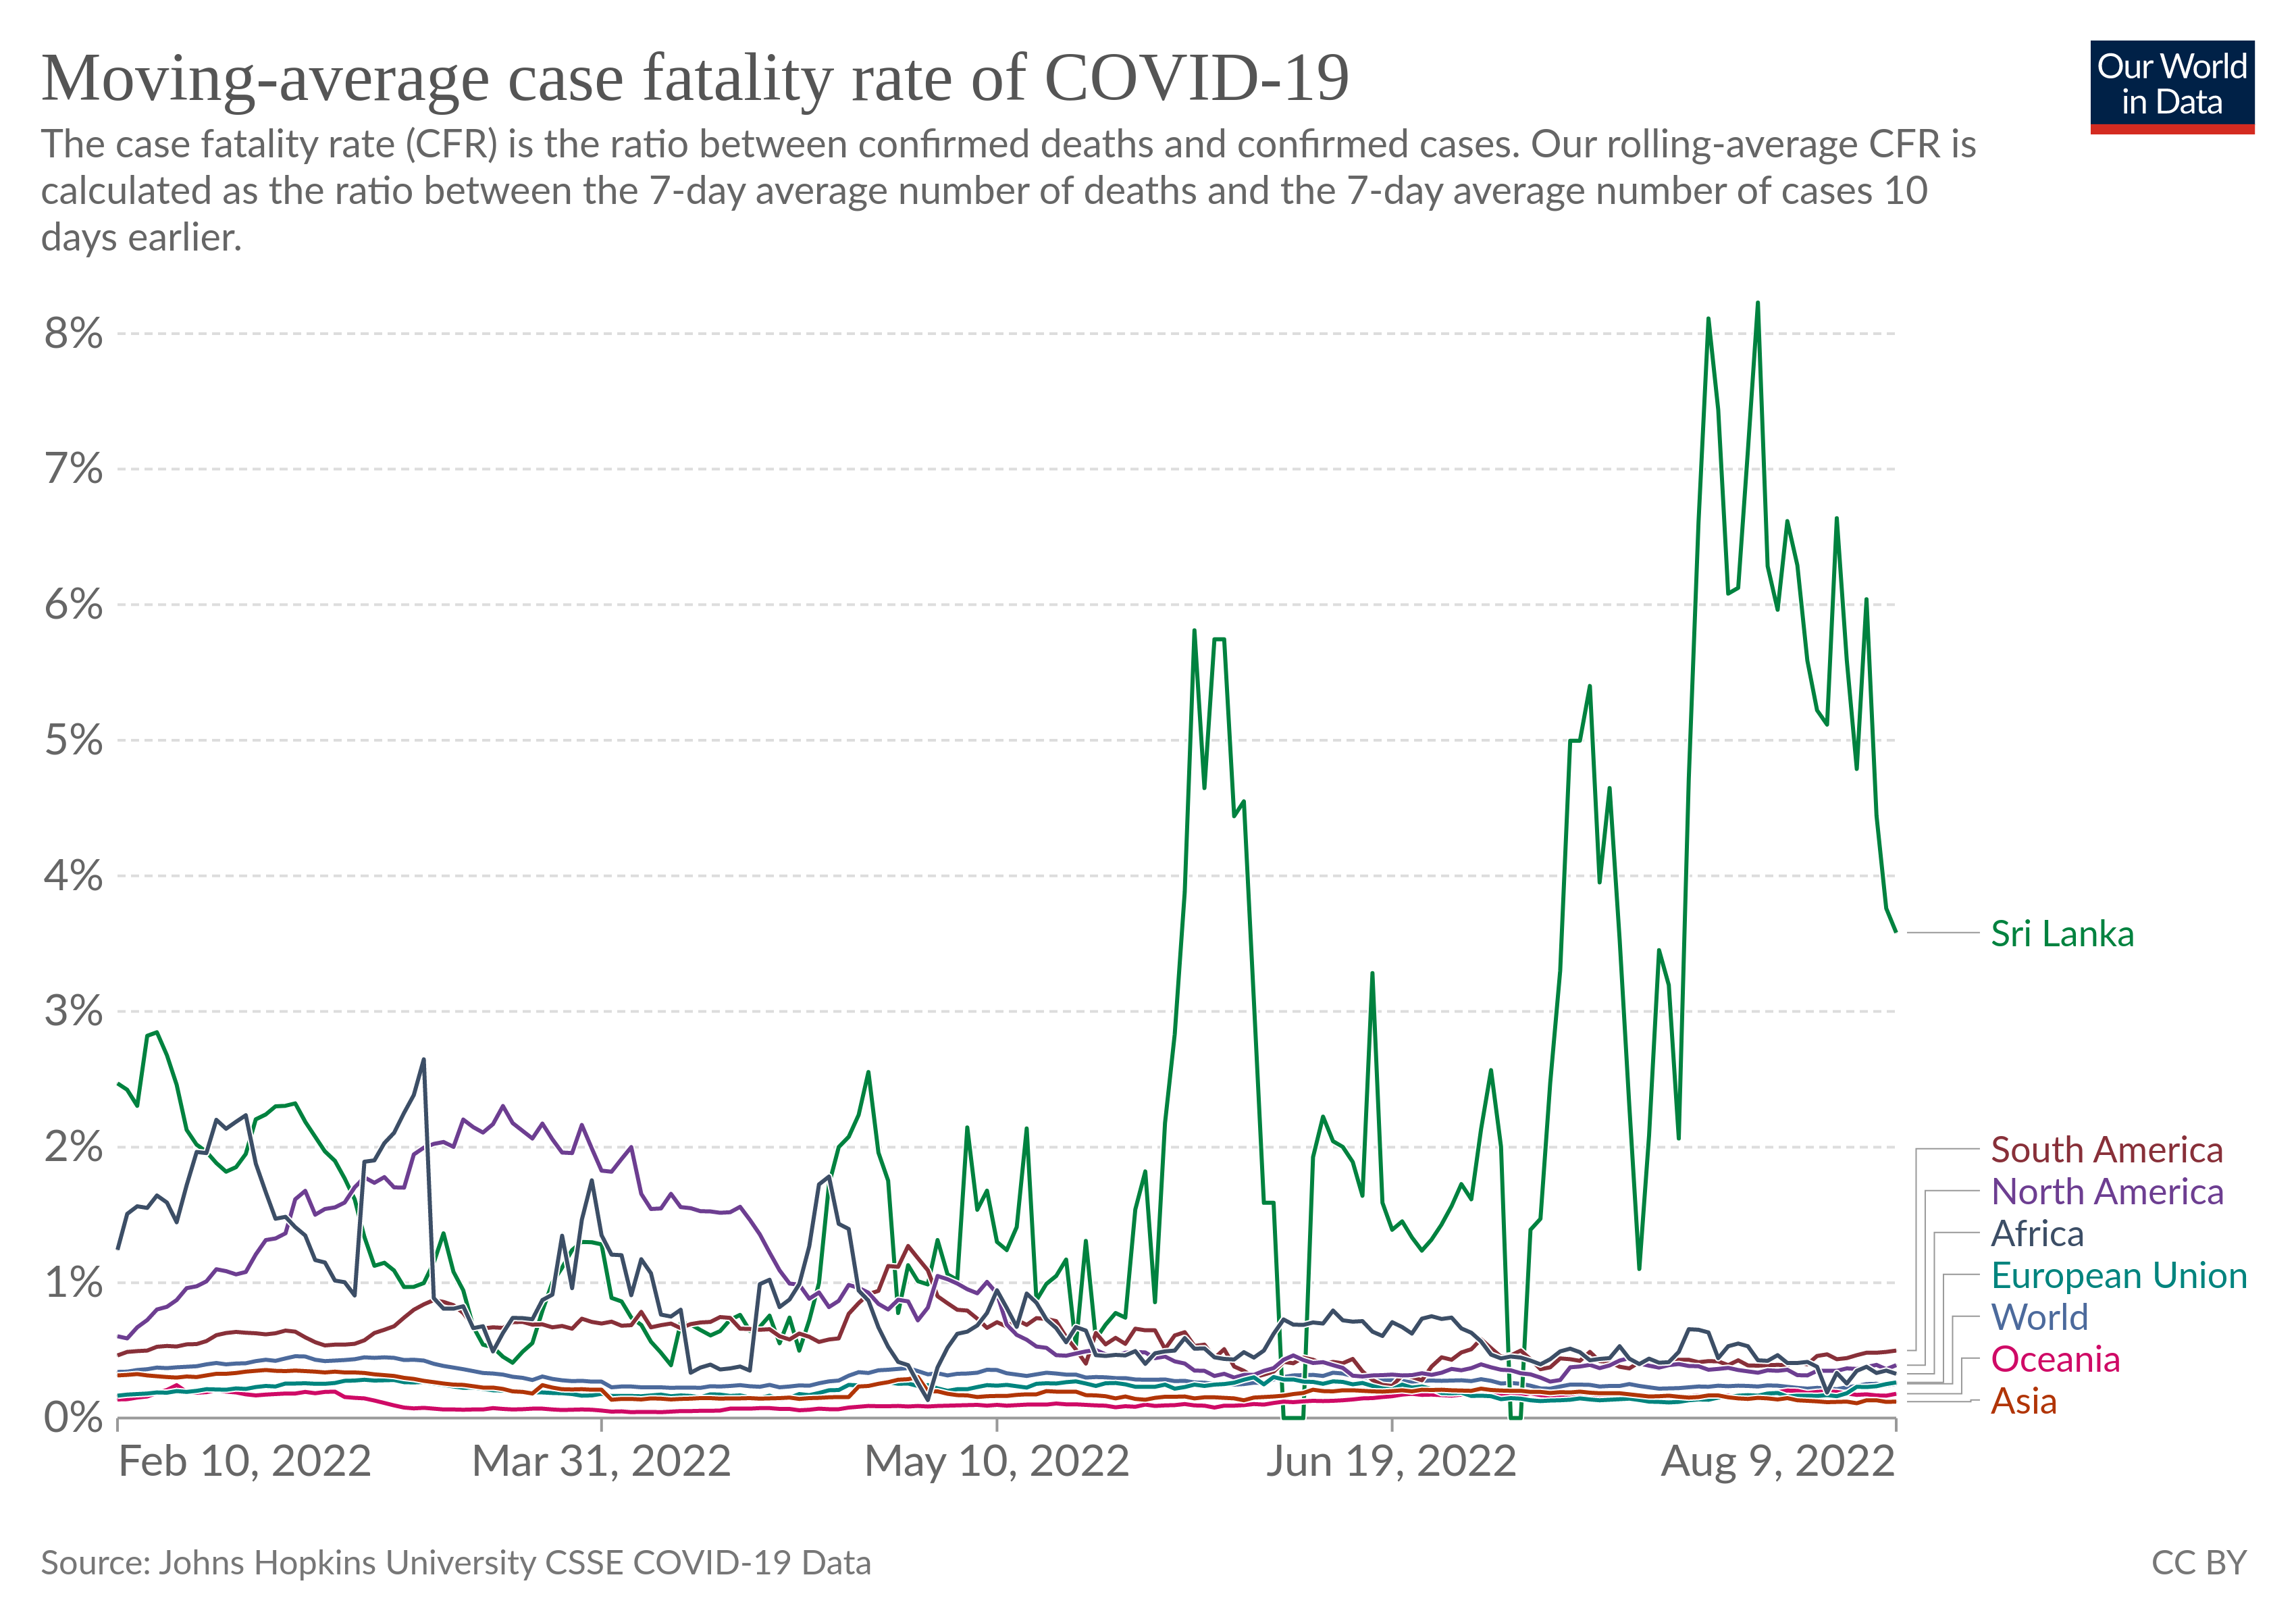 Moving-average case fatality rate of COVID-19
Our World
in Data
The case fatality rate (CFR) is the ratio between confirmed deaths and confirmed cases. Our rolling-average CFR is
calculated as the ratio between the 7-day average number of deaths and the 7-day average number of cases 10
days earlier.
8%
7%
6%
5%
4%
3%
2%
1%
0%
Sri Lanka
South America
North America
Africa
European Union
World
Oceania
Asia
Feb 10, 2022
Mar 31, 2022
May 10, 2022
Jun 19, 2022
Aug 9, 2022
Source: Johns Hopkins University CSSE COVID-19 Data
CC BY